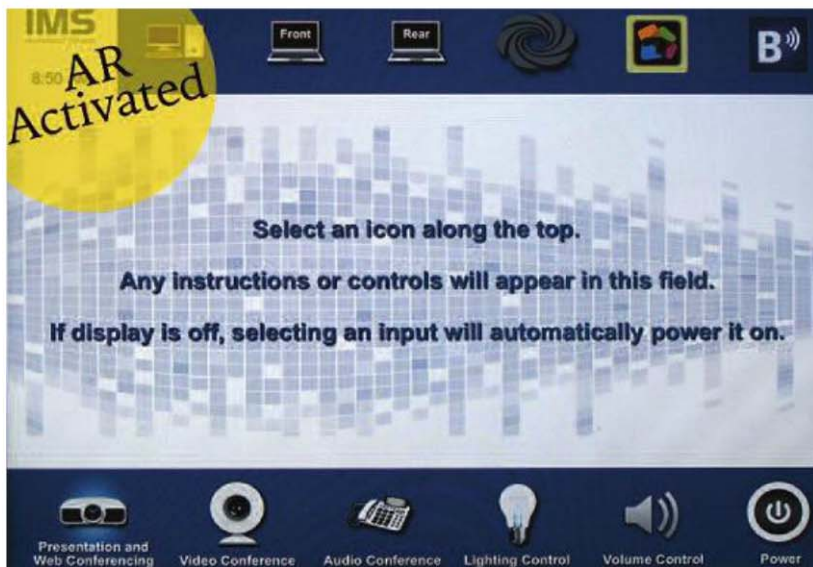 IMS
8:50
AR
Activated
Front
Rear
B
Select an icon along the top.
Any instructions or controls will appear in this field.
If display is off, selecting an input will automatically power it on.
Presentation and
Web Conferencing
Video Conference
Audio Conference
Lighting Control
Volume Control
Power